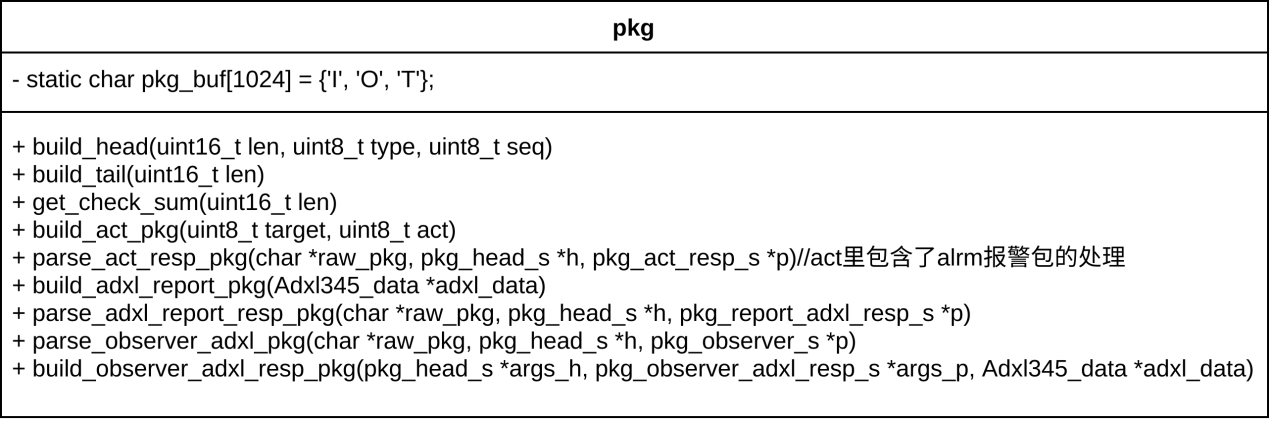 pkg
- static char pkg_buf[1024] = {'I', 'O', 'T'};
+ build_head(uint16_t len, uint8_t type, uint8_t seq)
+ build_tail(uint16_t len)
+ get_check_sum(uint16_t len)
+ build_act_pkg(uint8_t target, uint8_t act)
+ parse_act_resp_pkg(char *raw_pkg, pkg_head_s *h, pkg_act_resp_s *p)//act里包含了alrm报警包的处理
+ build_adxl_report_pkg(Adxl345_data *adxl_data)
+ parse_adxl_report_resp_pkg(char *raw_pkg, pkg_head_s *h, pkg_report_adxl_resp_s *p)
+ parse_observer_adxl_pkg(char *raw_pkg, pkg_head_s *h, pkg_observer_s *p)
+ build_observer_adxl_resp_pkg(pkg_head_s *args_h, pkg_observer_adxl_resp_s *args_p, Adxl345_data *adxl_data)